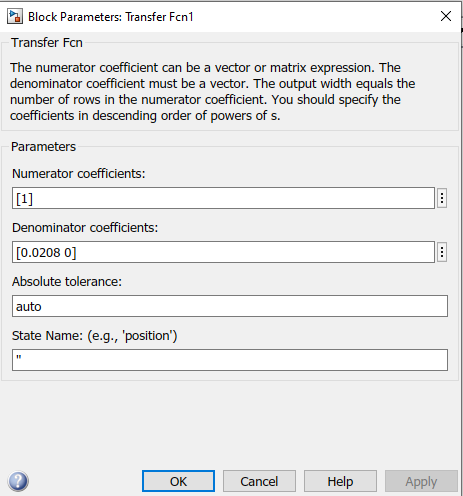 Block Parameters: Transfer Fcn1
Transfer Fcn
The numerator coefficient can be a vector or matrix expression. The
denominator coefficient must be a vector. The output width equals the
number of rows in the numerator coefficient. You should specify the
coefficients in descending order of powers of s.
Parameters
Numerator coefficients:
[1]
Denominator coefficients:
[0.0208 0]
Absolute tolerance:
auto
State Name: (e.g., 'position')
''
OK Cancel Help Apply